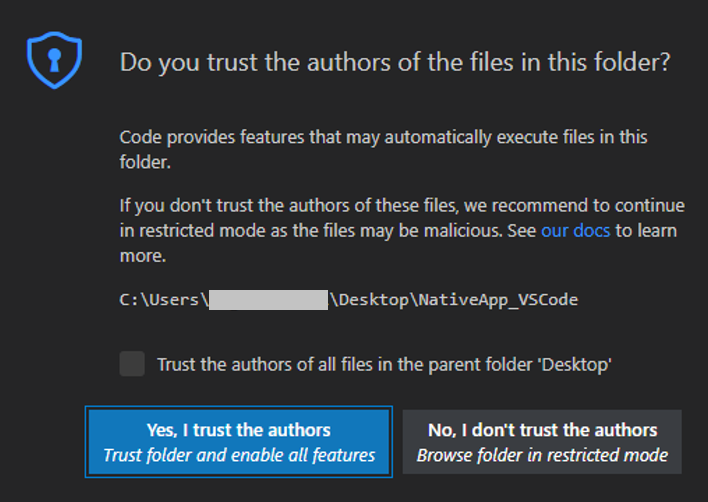 Do you trust the authors of the files in this folder?
Code provides features that may automatically execute files in this
folder.
If you don't trust the authors of these files, we recommend to continue
in restricted mode as the files may be malicious. See our docs to learn
more.
C:\Users\ \Desktop\NativeApp_VSCode
Trust the authors of all files in the parent folder 'Desktop'
Yes, I trust the authors
Trust folder and enable all features
No, I don't trust the authors
Browse folder in restricted mode